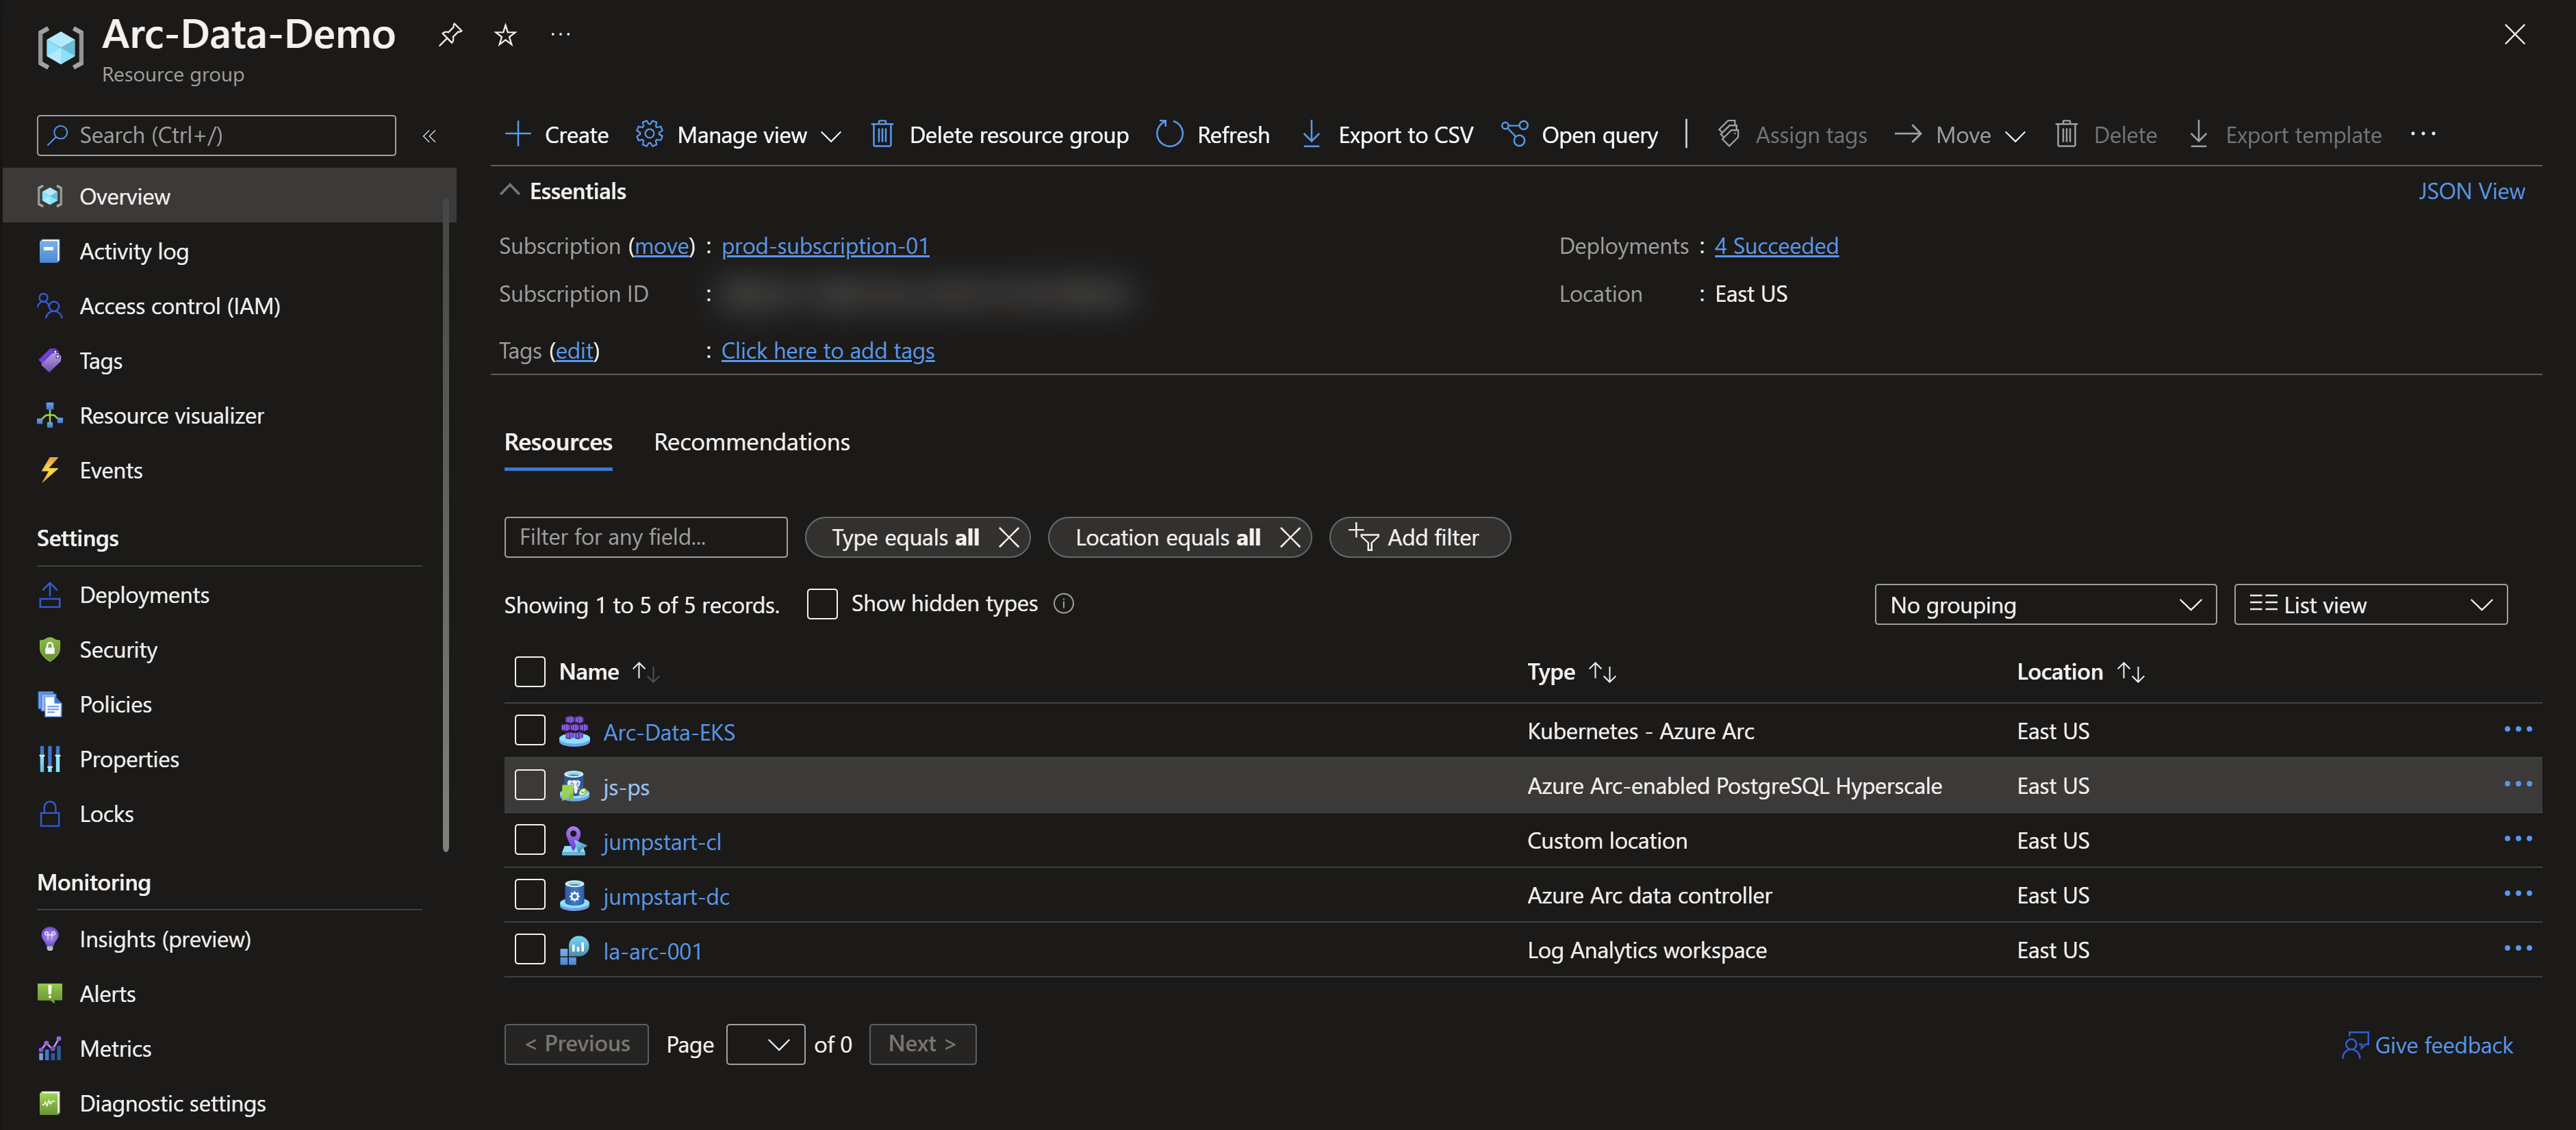 Arc-Data-Demo
Resource group
Search (Ctrl+/)
Overview
Activity log
Access control (IAM)
Tags
Resource visualizer
Events
Settings
Deployments
Security
Policies
Properties
Locks
Monitoring
Insights (preview)
Alerts
Metrics
Diagnostic settings
Create Manage view Delete resource group Refresh Export to CSV Open query Assign tags Move Delete Export template
Essentials JSON View
Subscription (move) : prod-subscription-01 Deployments : 4 Succeeded
Subscription ID : Location : East US
Tags (edit) : Click here to add tags
Resources Recommendations
Filter for any field... Type equals all Location equals all Add filter
Showing 1 to 5 of 5 records. Show hidden types No grouping List view
Name Type Location
Arc-Data-EKS Kubernetes - Azure Arc East US
js-ps Azure Arc-enabled PostgreSQL Hyperscale East US
jumpstart-cl Custom location East US
jumpstart-dc Azure Arc data controller East US
la-arc-001 Log Analytics workspace East US
< Previous Page of 0 Next > Give feedback